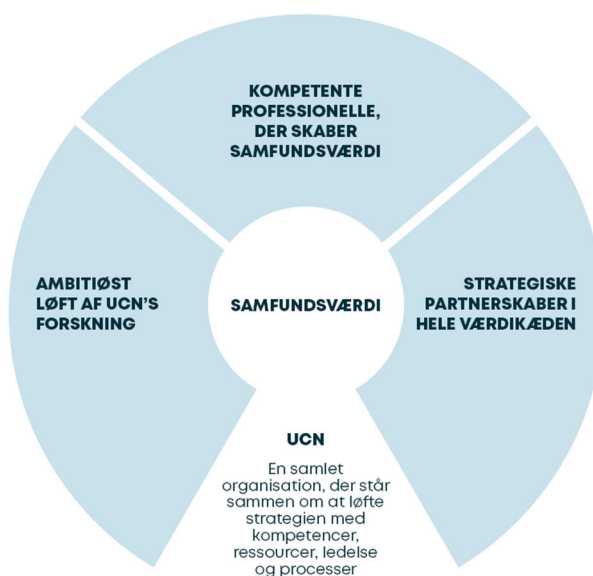 KOMPETENTE
PROFESSIONELLE,
DER SKABER
SAMFUNDSVÆRDI
AMBITIØST
LØFT AF UCN'S
FORSKNING
SAMFUNDSVÆRDI
STRATEGISKE
PARTNERSKABER I
HELE VÆRDIKÆDEN
UCN
En samlet
organisation, der står
sammen om at løfte
strategien med
kompetencer,
ressourcer, ledelse
og processer